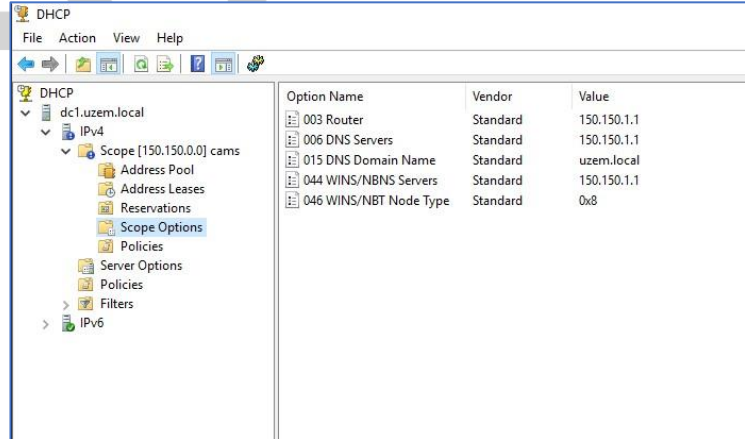 DHCP
File Action View Help
DHCP
dc1.uzem.local
IPv4
Scope [150.150.0.0] cams
Address Pool
Address Leases
Reservations
Scope Options
Policies
Server Options
Policies
Filters
IPv6
Option Name Vendor Value
003 Router Standard 150.150.1.1
006 DNS Servers Standard 150.150.1.1
015 DNS Domain Name Standard uzem.local
044 WINS/NBNS Servers Standard 150.150.1.1
046 WINS/NBT Node Type Standard 0x8